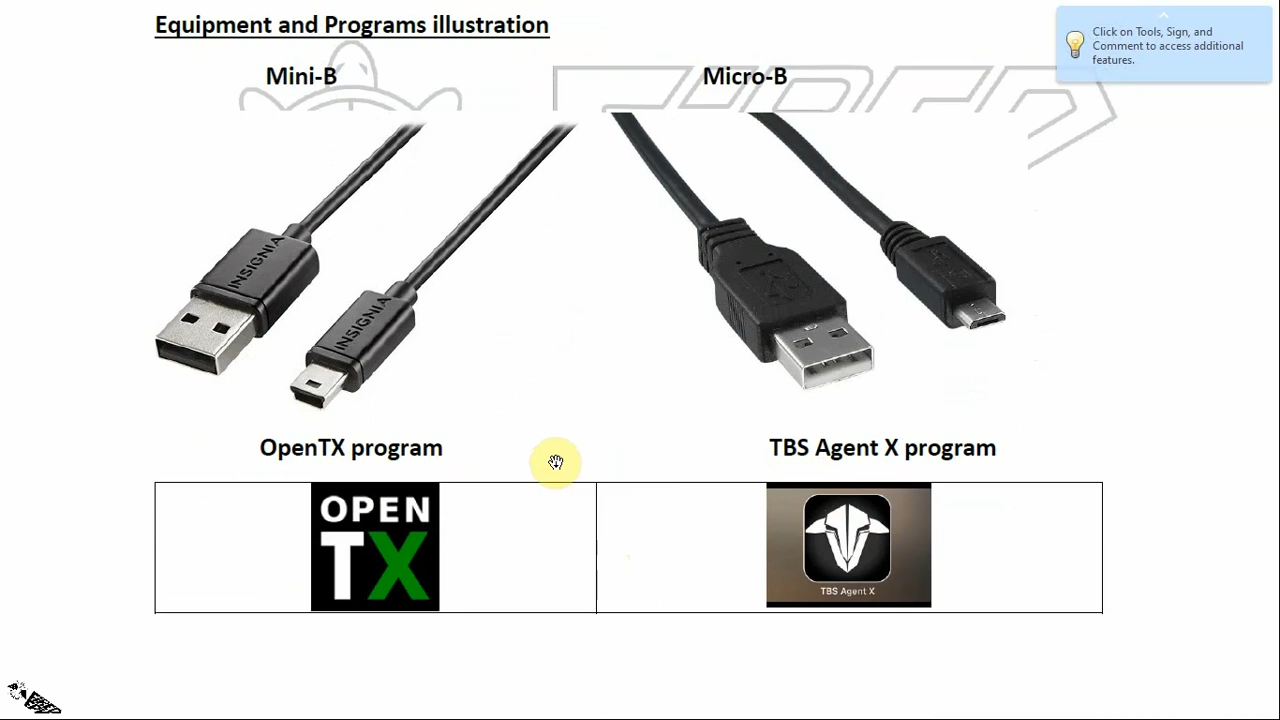 Equipment and Programs illustration
Click on Tools, Sign, and
Comment to access additional
features.
Mini-B
Micro-B
INSIGNIA
INSIGNIA
OpenTX program
TBS Agent X program
OPEN
TX
TBS Agent X